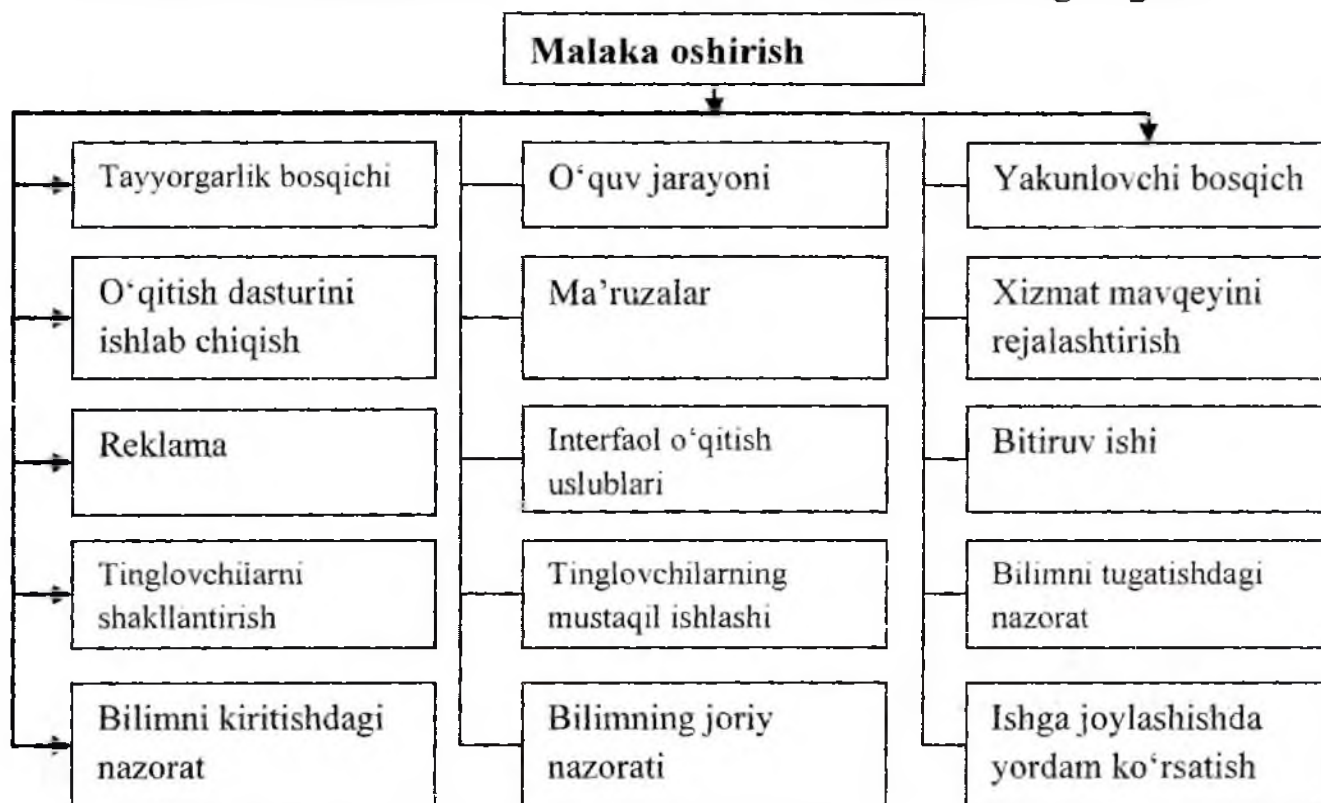 Malaka oshirish
Tayyorgarlik bosqichi
O‘quv jarayoni
Yakunlovchi bosqich
O‘qitish dasturini
ishlab chiqish
Ma’ruzalar
Xizmat mavqeyini
rejalashtirish
Reklama
Interfaol o‘qitish
uslublari
Bitiruv ishi
Tinglovchilarni
shakllantirish
Tinglovchilarning
mustaqil ishlashi
Bilimni tugatishdagi
nazorat
Bilimni kiritishdagi
nazorat
Bilimning joriy
nazorati
Ishga joylashishda
yordam ko‘rsatish